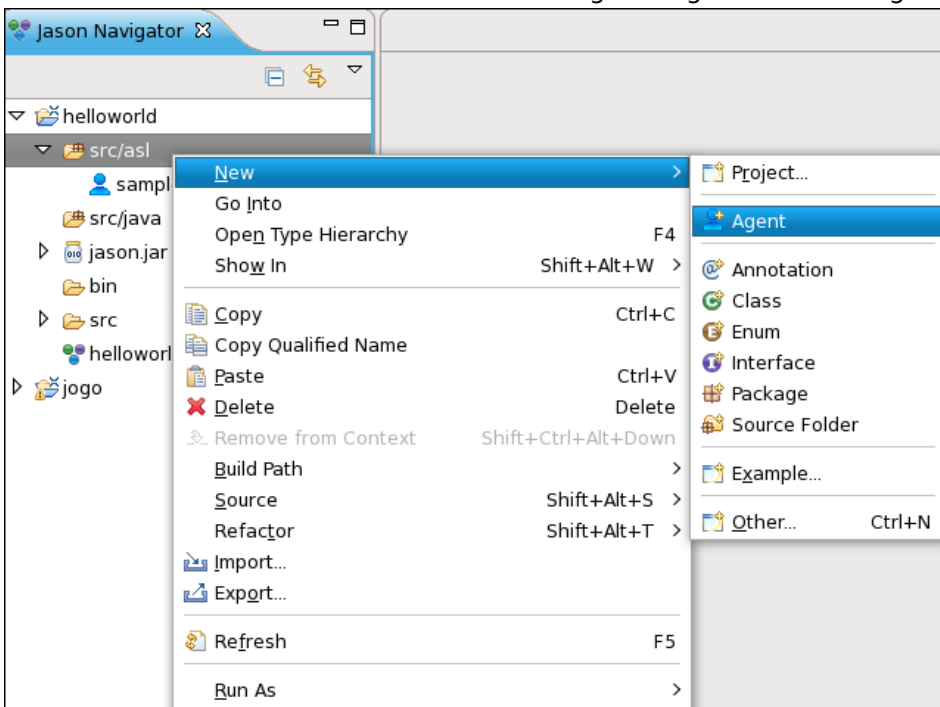 Jason Navigator
helloworld
src/asl
sampl
src/java
jason.jar
bin
src
helloworl
jogo
New
Go Into
Open Type Hierarchy F4
Show In Shift+Alt+W
Copy Ctrl+C
Copy Qualified Name
Paste Ctrl+V
Delete Delete
Remove from Context Shift+Ctrl+Alt+Down
Build Path
Source Shift+Alt+S
Refactor Shift+Alt+T
Import...
Export...
Refresh F5
Run As
Project...
Agent
Annotation
Class
Enum
Interface
Package
Source Folder
Example...
Other... Ctrl+N